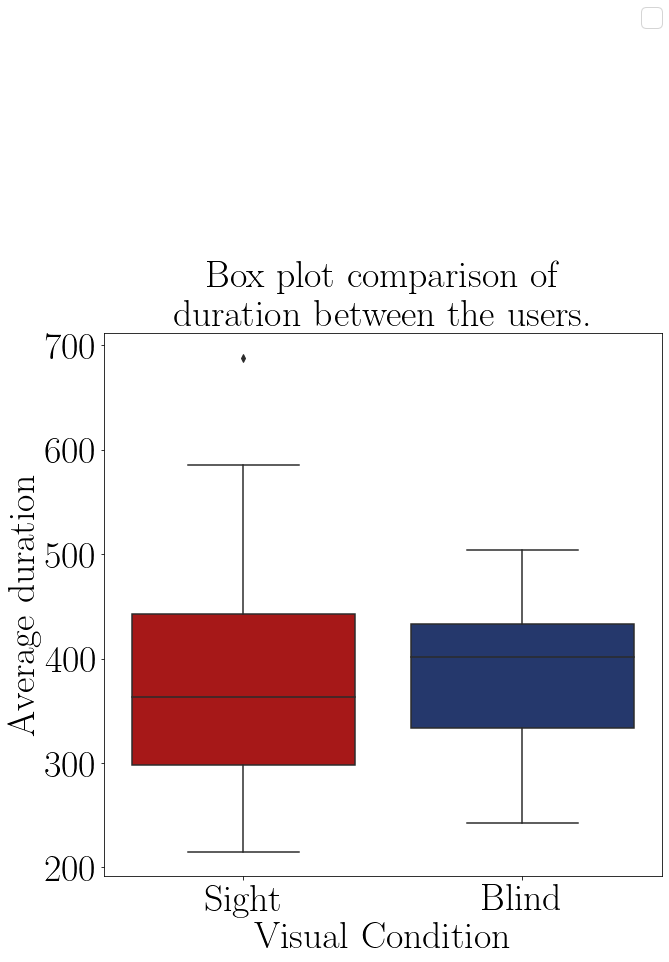 Box plot comparison of
duration between the users.
700
600
500
400
300
200
Average duration
Sight
Blind
Visual Condition